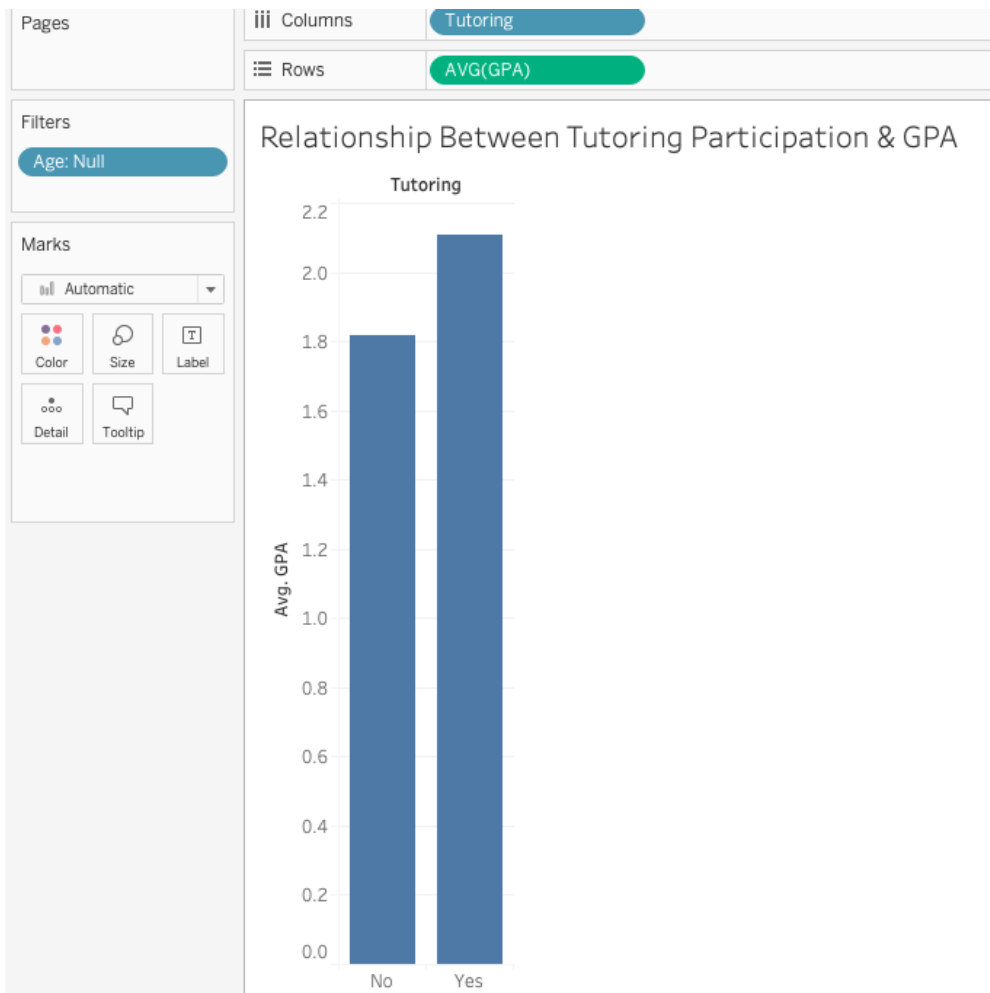 Pages
Columns
Tutoring
Rows
AVG(GPA)
Filters
Age: Null
Marks
Automatic
Color
Size
T
Label
Detail
Tooltip
Relationship Between Tutoring Participation & GPA
Tutoring
2.2
2.0
1.8
1.6
1.4
1.2
1.0
0.8
0.6
0.4
0.2
0.0
Avg. GPA
No
Yes